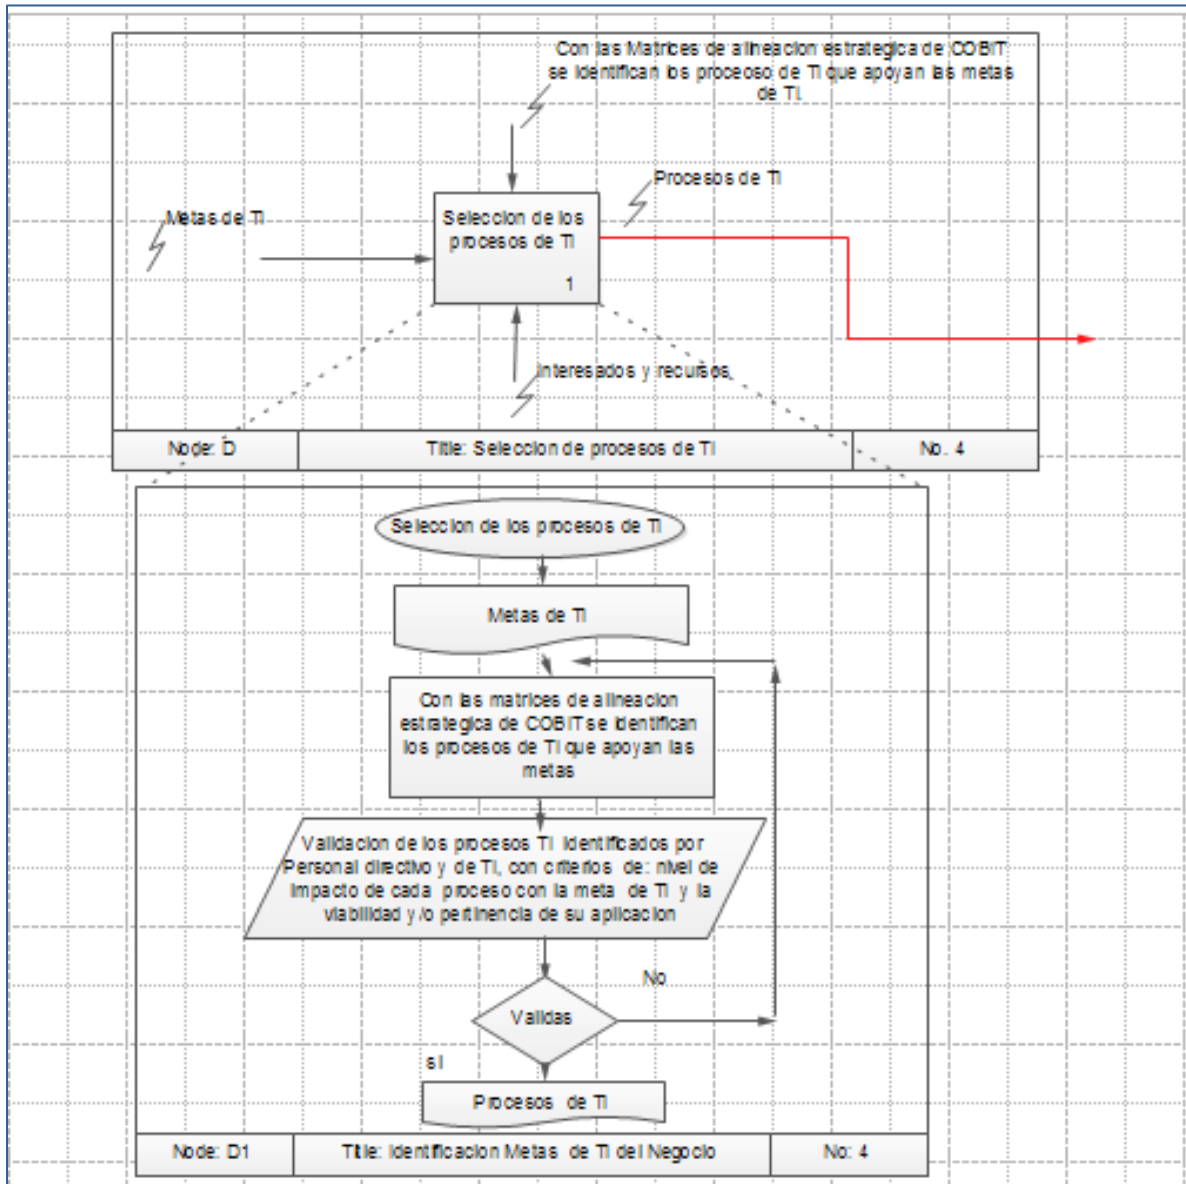 Con las Matrices de alineacion estrategica de COBIT
se identifican los procoeso de TI que apoyan las metas
de TI.
Procesos de TI
Metas de TI
Seleccion de los
procesos de TI
1
Interesados y recursos
Node: D
Title: Seleccion de procesos de TI
No. 4
Seleccion de los procesos de TI
Metas de TI
Con las matrices de alineacion
estrategica de COBIT se identifican
los procesos de TI que apoyan las
metas
Validacion de los procesos TI identificados por
Personal directivo y de TI, con criterios de: nivel de
impacto de cada proceso con la meta de TI y la
viabilidad y/o pertinencia de su aplicacion
No
Validas
si
Procesos de TI
Node: D1
Title: Identificacion Metas de TI del Negocio
No: 4